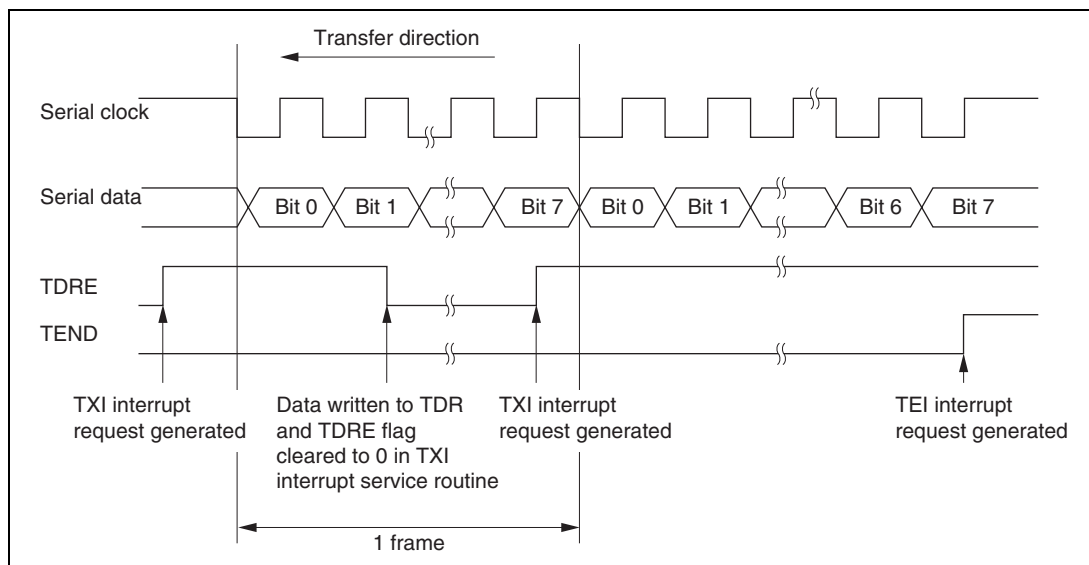 Transfer direction
Serial clock
Serial data
Bit 0
Bit 1
Bit 7
Bit 0
Bit 1
Bit 6
Bit 7
TDRE
TEND
TXI interrupt
request generated
Data written to TDR
and TDRE flag
cleared to 0 in TXI
interrupt service routine
TXI interrupt
request generated
TEI interrupt
request generated
1 frame